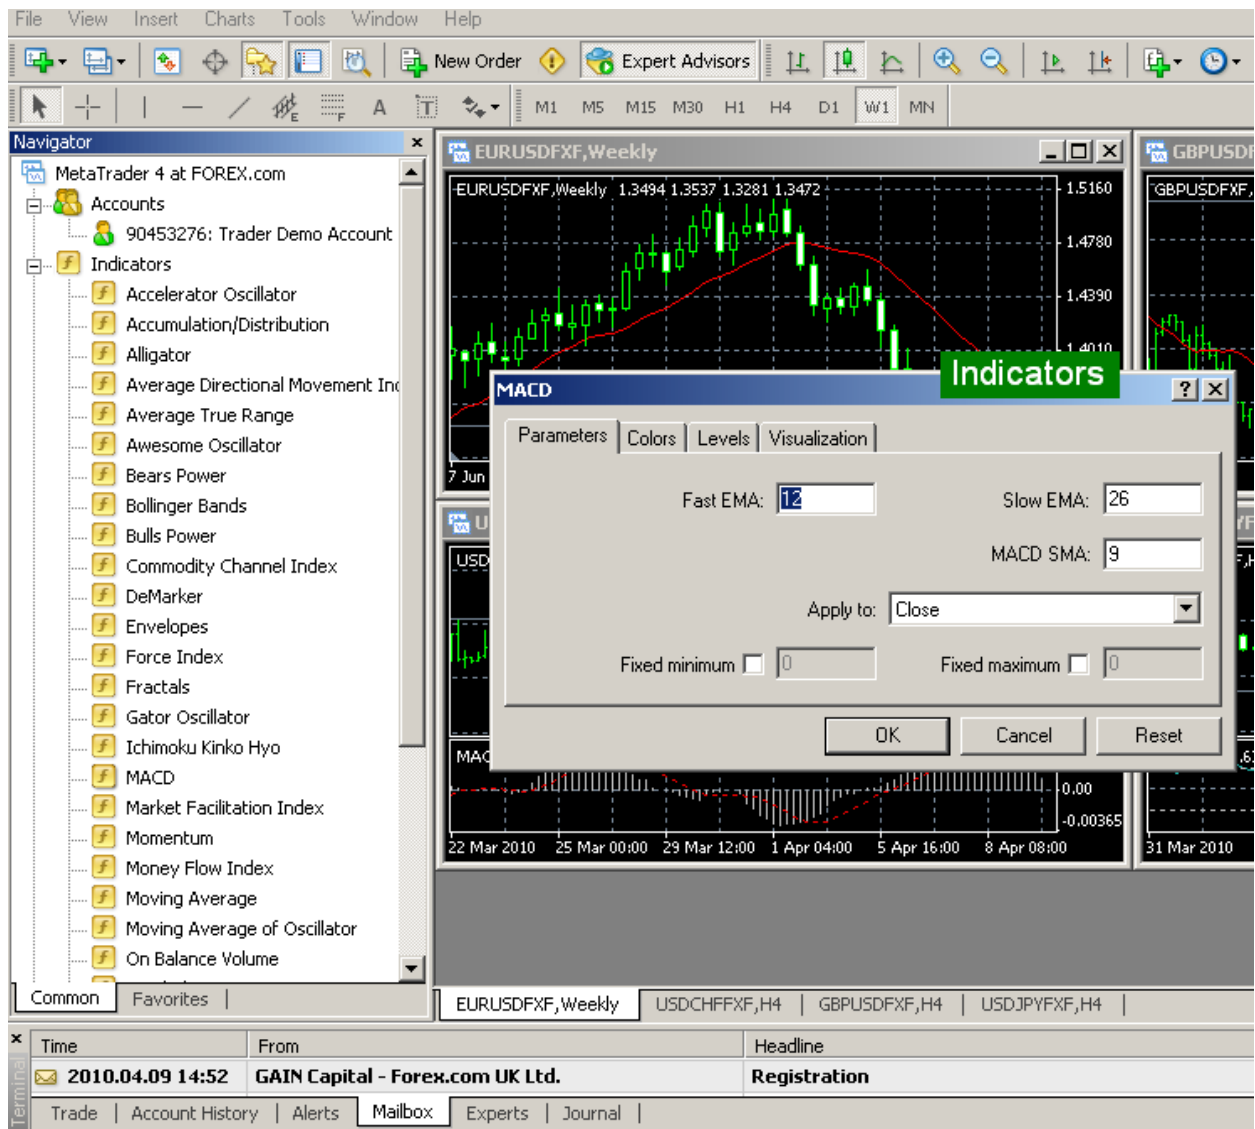 File View Insert Charts Tools Window Help
New Order Expert Advisors
E F A T M1 M5 M15 M30 H1 H4 D1 W1 MN
Navigator
MetaTrader 4 at FOREX.com
Accounts
90453276: Trader Demo Account
Indicators
Accelerator Oscillator
Accumulation/Distribution
Alligator
Average Directional Movement Ind
Average True Range
Awesome Oscillator
Bears Power
Bollinger Bands
Bulls Power
Commodity Channel Index
DeMarker
Envelopes
Force Index
Fractals
Gator Oscillator
Ichimoku Kinko Hyo
MACD
Market Facilitation Index
Momentum
Money Flow Index
Moving Average
Moving Average of Oscillator
On Balance Volume
Common Favorites
EURUSDFXF,Weekly
EURUSDFXF,Weekly 1.3494 1.3537 1.3281 1.3472
1.5160
1.4780
1.4390
1.4010
7 Jun
GBPUSDF
GBPUSDFXF,
Indicators
MACD
Parameters Colors Levels Visualization
Fast EMA: 12 Slow EMA: 26
MACD SMA: 9
Apply to: Close
Fixed minimum 0 Fixed maximum 0
OK Cancel Reset
U
USD
MAC
0.00
-0.00365
22 Mar 2010 25 Mar 00:00 29 Mar 12:00 1 Apr 04:00 5 Apr 16:00 8 Apr 08:00
31 Mar 2010
EURUSDFXF,Weekly USDCHFFXF,H4 GBPUSDFXF,H4 USDJPYFXF,H4
Time From Headline
2010.04.09 14:52 GAIN Capital - Forex.com UK Ltd. Registration
Terminal
Trade Account History Alerts Mailbox Experts Journal